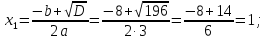 x₁ = (−b+√D)/(2a) = (−8+√196)/(2·3) = (−8+14)/6 = 1;